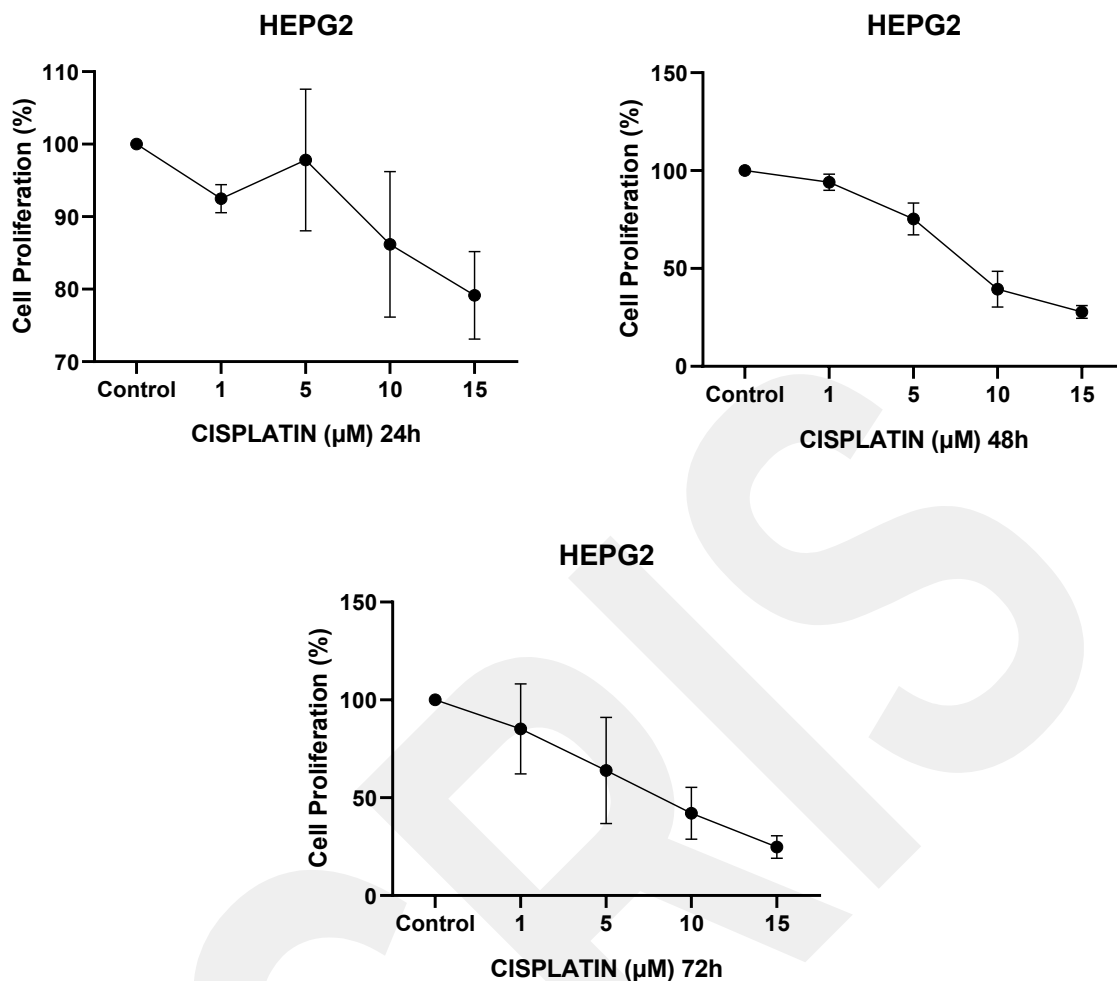 HEPG2
Cell Proliferation (%)
110
100
90
80
70
Control 1 5 10 15
CISPLATIN (µM) 24h
HEPG2
Cell Proliferation (%)
150
100
50
0
Control 1 5 10 15
CISPLATIN (µM) 48h
HEPG2
Cell Proliferation (%)
150
100
50
0
Control 1 5 10 15
CISPLATIN (µM) 72h